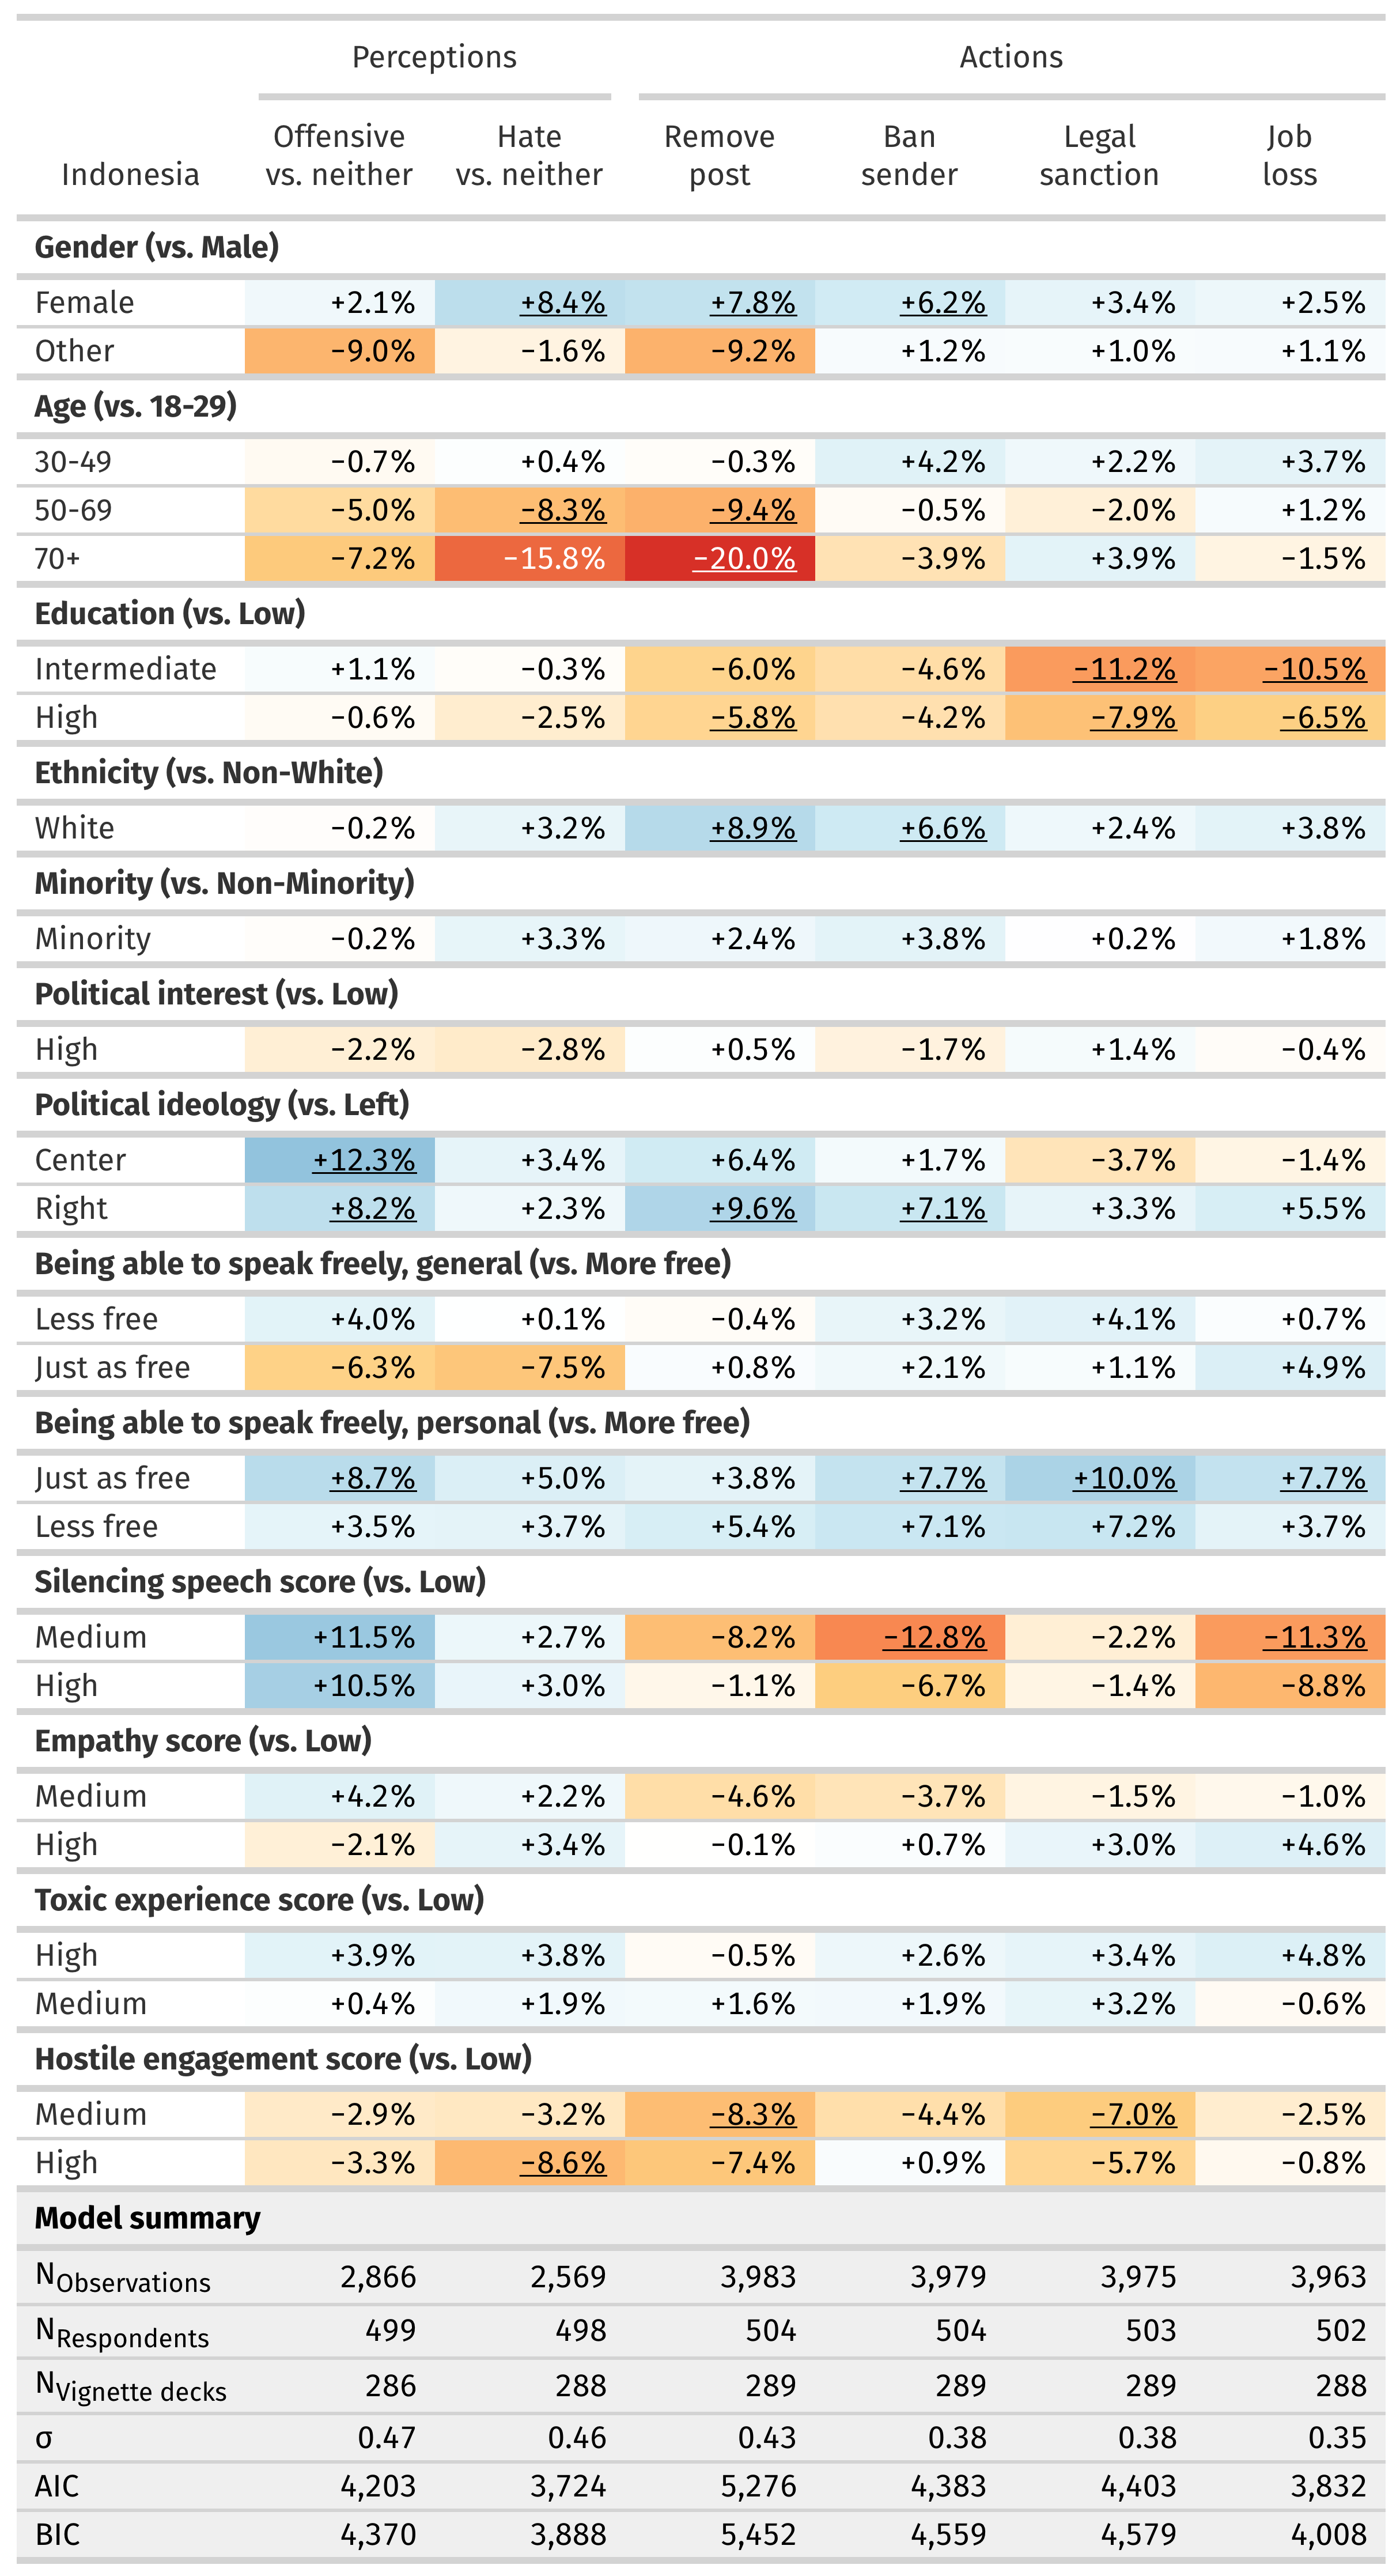 Perceptions Actions
Offensive Hate Remove Ban Legal Job
Indonesia vs. neither vs. neither post sender sanction loss
Gender (vs. Male)
Female +2.1% +8.4% +7.8% +6.2% +3.4% +2.5%
Other −9.0% −1.6% −9.2% +1.2% +1.0% +1.1%
Age (vs. 18-29)
30-49 −0.7% +0.4% −0.3% +4.2% +2.2% +3.7%
50-69 −5.0% −8.3% −9.4% −0.5% −2.0% +1.2%
70+ −7.2% −15.8% −20.0% −3.9% +3.9% −1.5%
Education (vs. Low)
Intermediate +1.1% −0.3% −6.0% −4.6% −11.2% −10.5%
High −0.6% −2.5% −5.8% −4.2% −7.9% −6.5%
Ethnicity (vs. Non-White)
White −0.2% +3.2% +8.9% +6.6% +2.4% +3.8%
Minority (vs. Non-Minority)
Minority −0.2% +3.3% +2.4% +3.8% +0.2% +1.8%
Political interest (vs. Low)
High −2.2% −2.8% +0.5% −1.7% +1.4% −0.4%
Political ideology (vs. Left)
Center +12.3% +3.4% +6.4% +1.7% −3.7% −1.4%
Right +8.2% +2.3% +9.6% +7.1% +3.3% +5.5%
Being able to speak freely, general (vs. More free)
Less free +4.0% +0.1% −0.4% +3.2% +4.1% +0.7%
Just as free −6.3% −7.5% +0.8% +2.1% +1.1% +4.9%
Being able to speak freely, personal (vs. More free)
Just as free +8.7% +5.0% +3.8% +7.7% +10.0% +7.7%
Less free +3.5% +3.7% +5.4% +7.1% +7.2% +3.7%
Silencing speech score (vs. Low)
Medium +11.5% +2.7% −8.2% −12.8% −2.2% −11.3%
High +10.5% +3.0% −1.1% −6.7% −1.4% −8.8%
Empathy score (vs. Low)
Medium +4.2% +2.2% −4.6% −3.7% −1.5% −1.0%
High −2.1% +3.4% −0.1% +0.7% +3.0% +4.6%
Toxic experience score (vs. Low)
High +3.9% +3.8% −0.5% +2.6% +3.4% +4.8%
Medium +0.4% +1.9% +1.6% +1.9% +3.2% −0.6%
Hostile engagement score (vs. Low)
Medium −2.9% −3.2% −8.3% −4.4% −7.0% −2.5%
High −3.3% −8.6% −7.4% +0.9% −5.7% −0.8%
Model summary
NObservations 2,866 2,569 3,983 3,979 3,975 3,963
NRespondents 499 498 504 504 503 502
NVignette decks 286 288 289 289 289 288
σ 0.47 0.46 0.43 0.38 0.38 0.35
AIC 4,203 3,724 5,276 4,383 4,403 3,832
BIC 4,370 3,888 5,452 4,559 4,579 4,008